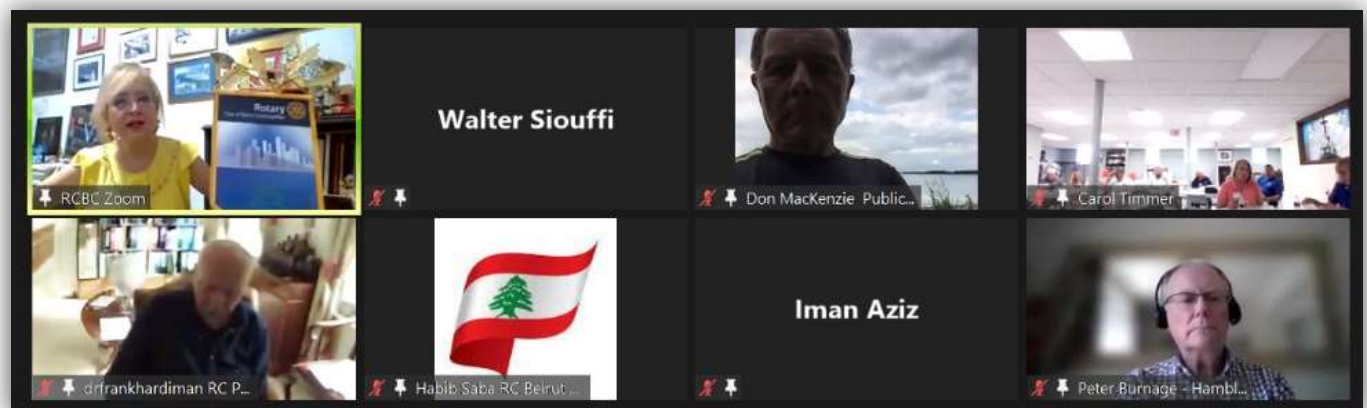 Rotary
RCBC Zoom
Walter Siouffi
Don MacKenzie Public...
Carol Timmer
drfrankhardiman RC P...
Habib Saba RC Beirut ...
Iman Aziz
Peter Burnage - Hambl...